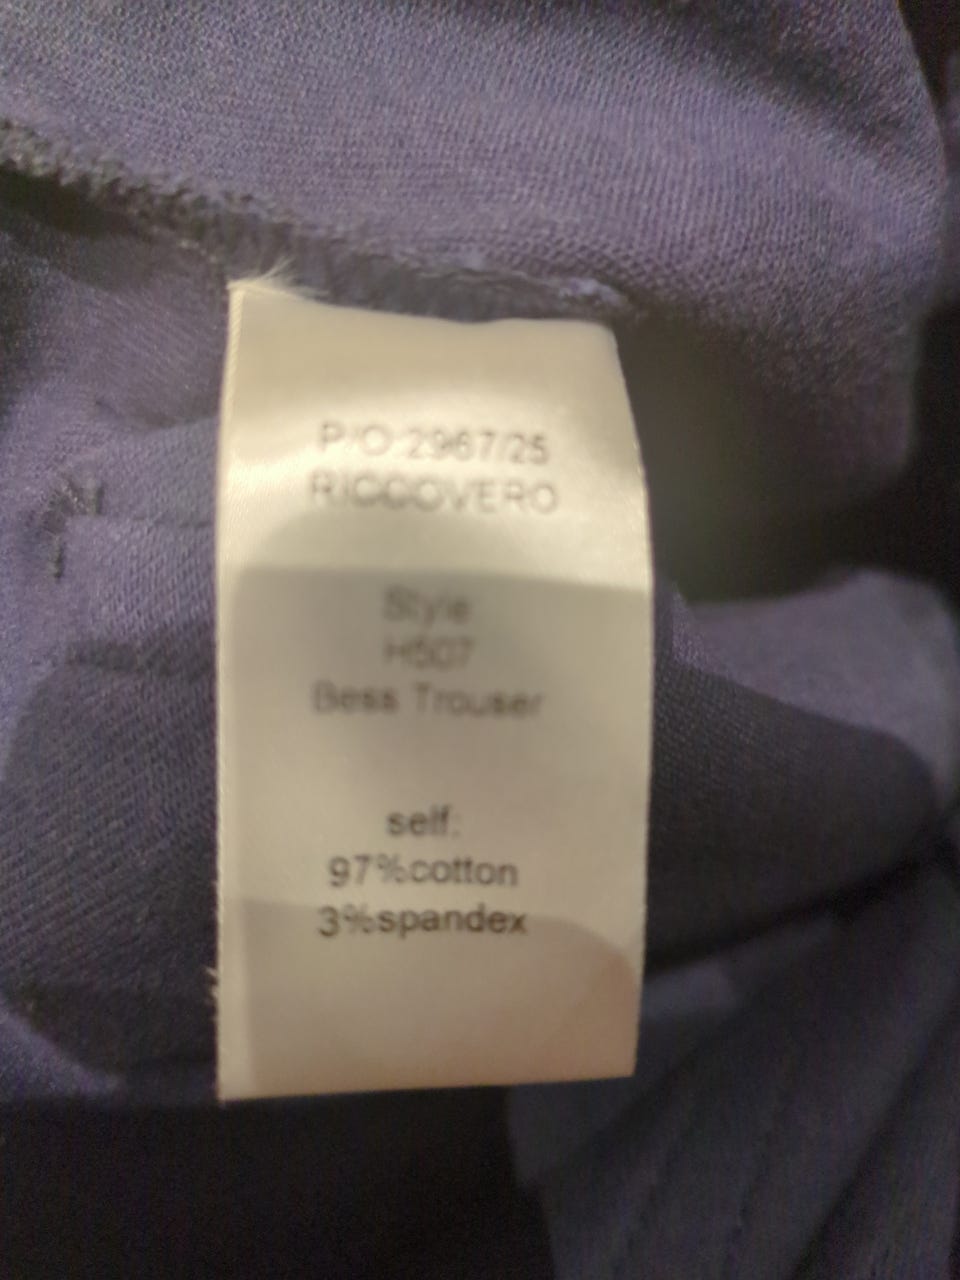 P/O:2967/25
RICCOVERO
Style
H507
Bess Trouser
self:
97%cotton
3%spandex